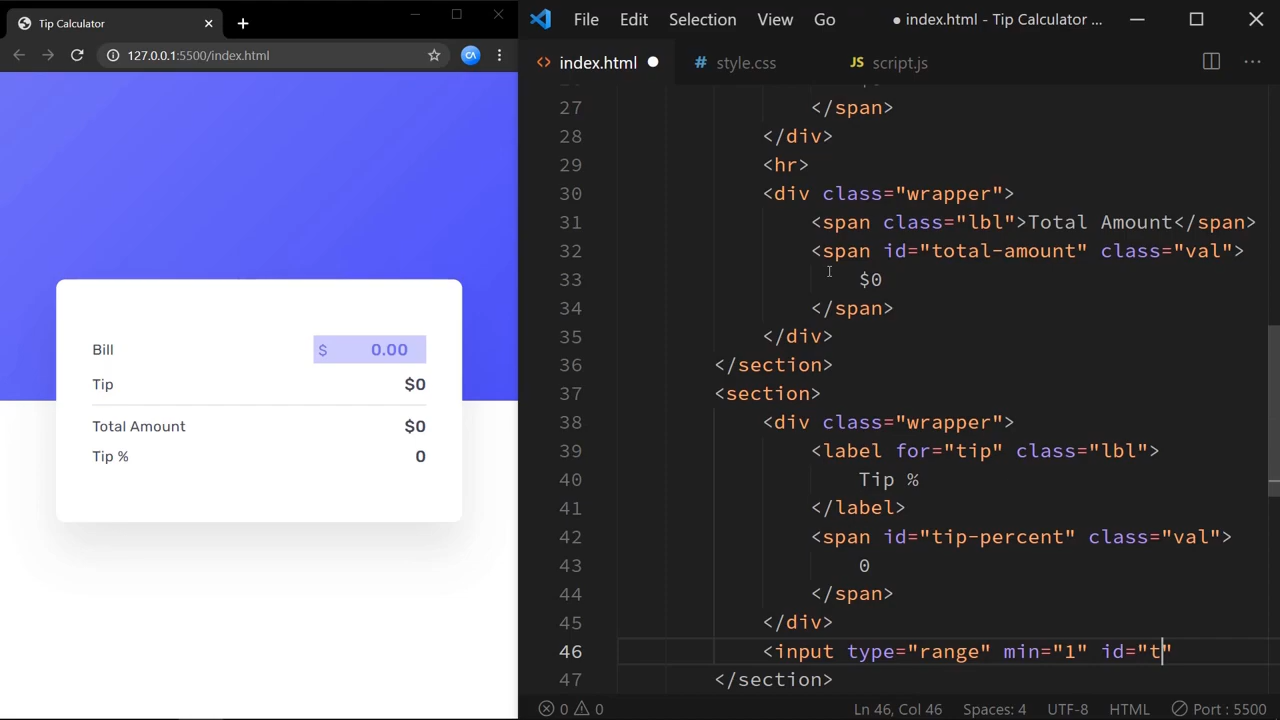 Tip Calculator
127.0.0.1:5500/index.html
CA
Bill
$ 0.00
Tip
$0
Total Amount
$0
Tip %
0
File Edit Selection View Go
● index.html - Tip Calculator ...
<> index.html ●
# style.css
JS script.js
27 </span>
28 </div>
29 <hr>
30 <div class="wrapper">
31 <span class="lbl">Total Amount</span>
32 <span id="total-amount" class="val">
33 $0
34 </span>
35 </div>
36 </section>
37 <section>
38 <div class="wrapper">
39 <label for="tip" class="lbl">
40 Tip %
41 </label>
42 <span id="tip-percent" class="val">
43 0
44 </span>
45 </div>
46 <input type="range" min="1" id="t"
47 </section>
0 0
Ln 46, Col 46 Spaces: 4 UTF-8 HTML Port : 5500